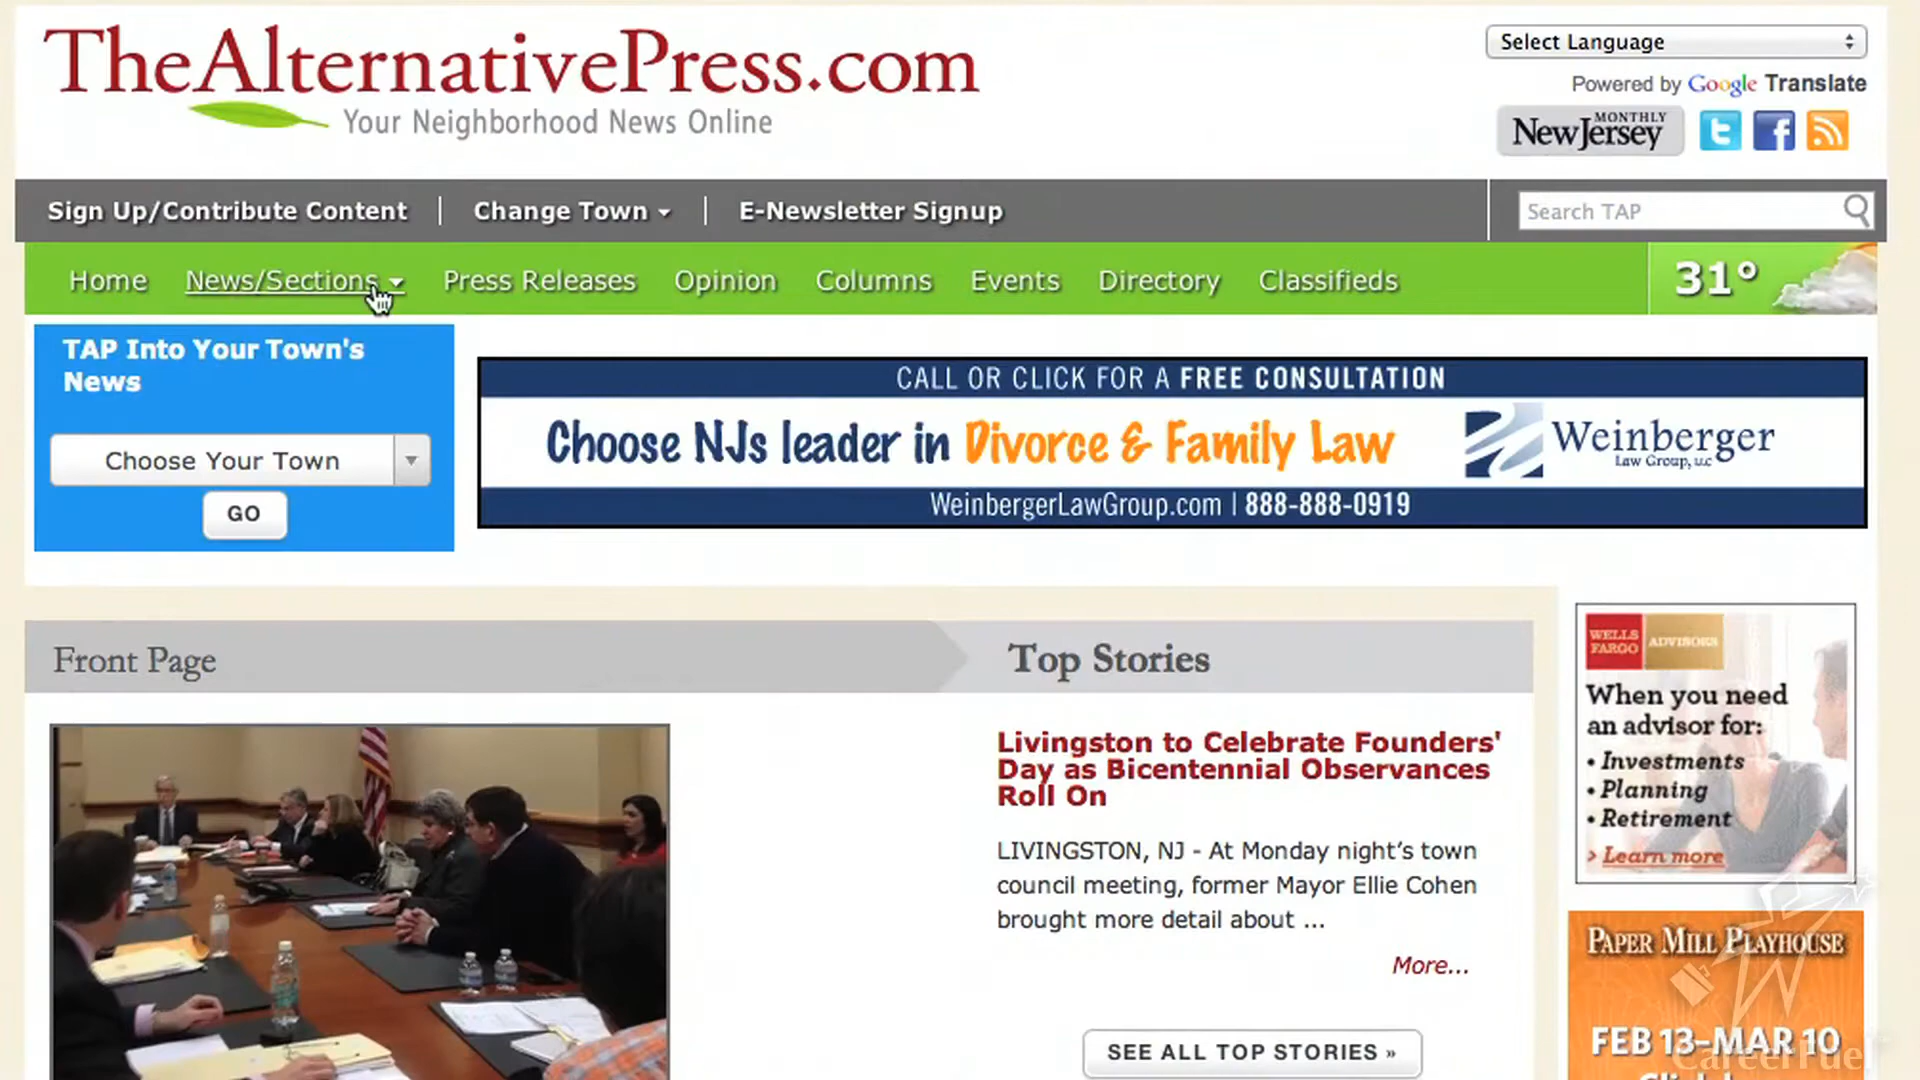 TheAlternativePress.com
Your Neighborhood News Online
Select Language
Powered by Google Translate
MONTHLY
New Jersey
Sign Up/Contribute Content
Change Town
E-Newsletter Signup
Search TAP
Home
News/Sections
Press Releases
Opinion
Columns
Events
Directory
Classifieds
31°
TAP Into Your Town's
News
Choose Your Town
GO
CALL OR CLICK FOR A FREE CONSULTATION
Choose NJs leader in Divorce & Family Law
Weinberger
Law Group, LLC
WeinbergerLawGroup.com | 888-888-0919
Front Page
Top Stories
Livingston to Celebrate Founders'
Day as Bicentennial Observances
Roll On
LIVINGSTON, NJ - At Monday night’s town
council meeting, former Mayor Ellie Cohen
brought more detail about ...
More...
SEE ALL TOP STORIES »
WELLS
FARGO
ADVISORS
When you need
an advisor for:
• Investments
• Planning
• Retirement
> Learn more
PAPER MILL PLAYHOUSE
FEB 13-MAR 10
CareerFuel